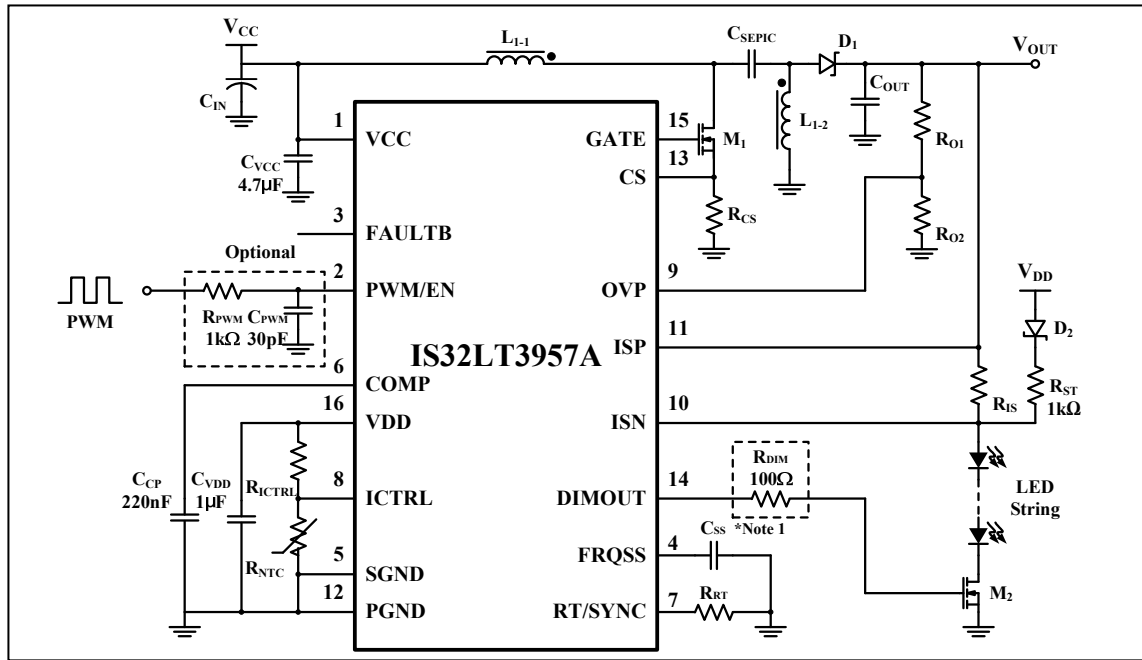 VCC
L1-1
CSEPIC
D1
VOUT
CIN
COUT
1
VCC
GATE
15
M1
L1-2
RO1
CVCC
4.7µF
CS
13
RCS
RO2
3
FAULTB
Optional
VDD
PWM
2
PWM/EN
OVP
9
D2
RPWM
1kΩ
CPWM
30pF
IS32LT3957A
ISP
11
RIS
RST
1kΩ
6
COMP
16
VDD
ISN
10
CCP
220nF
CVDD
1µF
RICTRL
8
ICTRL
DIMOUT
14
RDIM
100Ω
*Note 1
LED
String
RNTC
5
SGND
FRQSS
4
CSS
M2
12
PGND
RT/SYNC
7
RRT